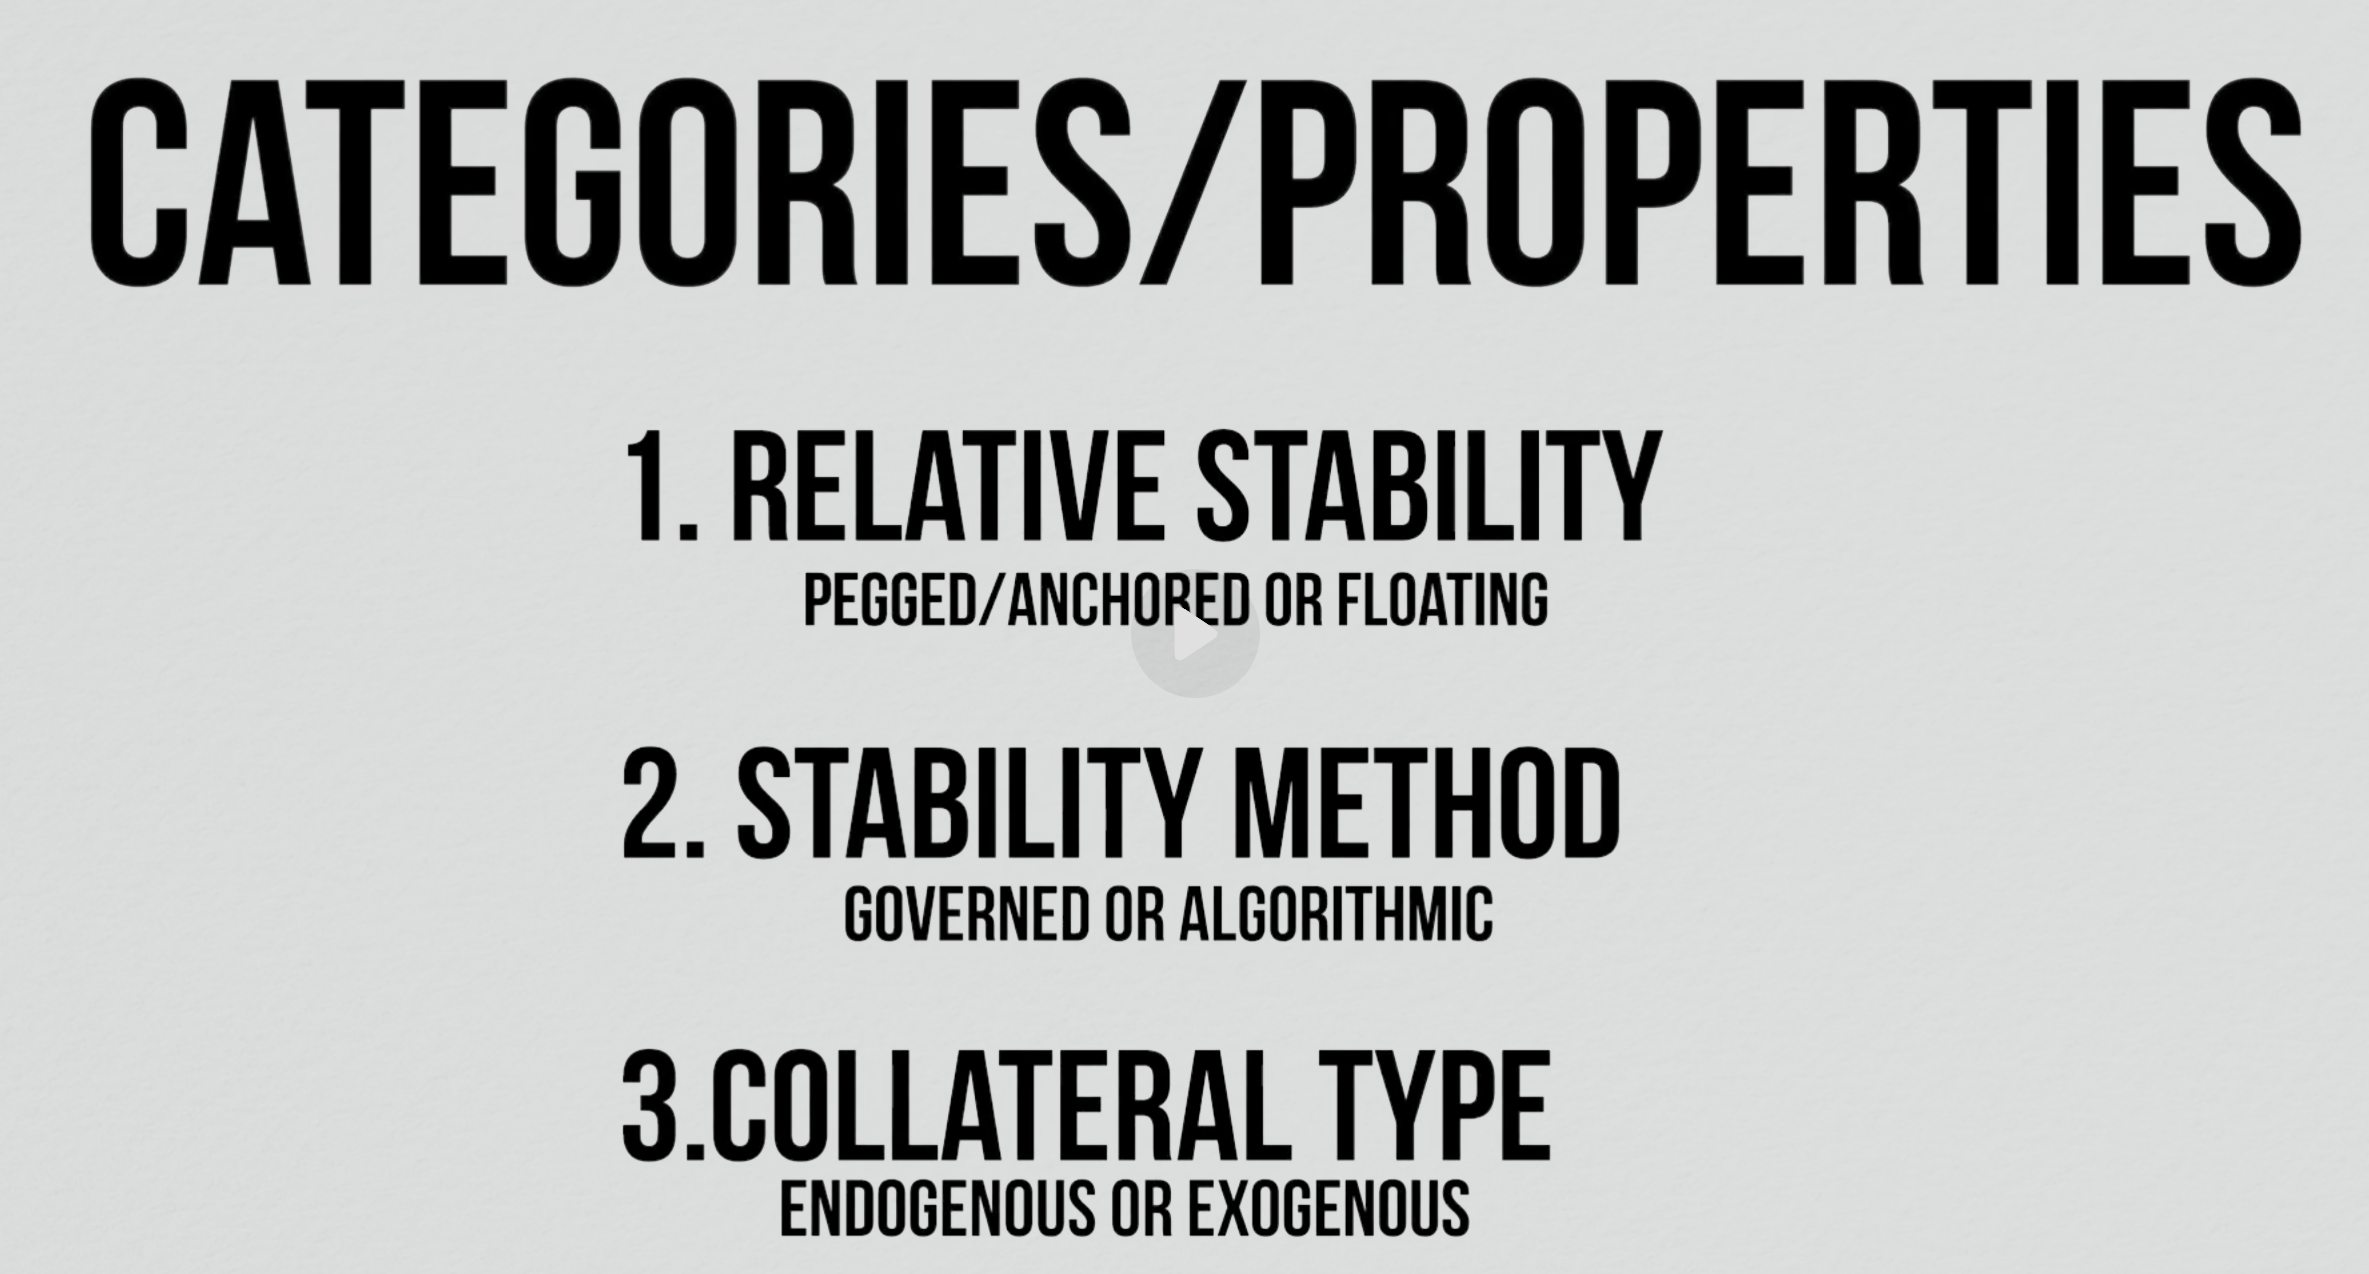 CATEGORIES/PROPERTIES
1. RELATIVE STABILITY
PEGGED/ANCHORED OR FLOATING
2. STABILITY METHOD
GOVERNED OR ALGORITHMIC
3.COLLATERAL TYPE
ENDOGENOUS OR EXOGENOUS